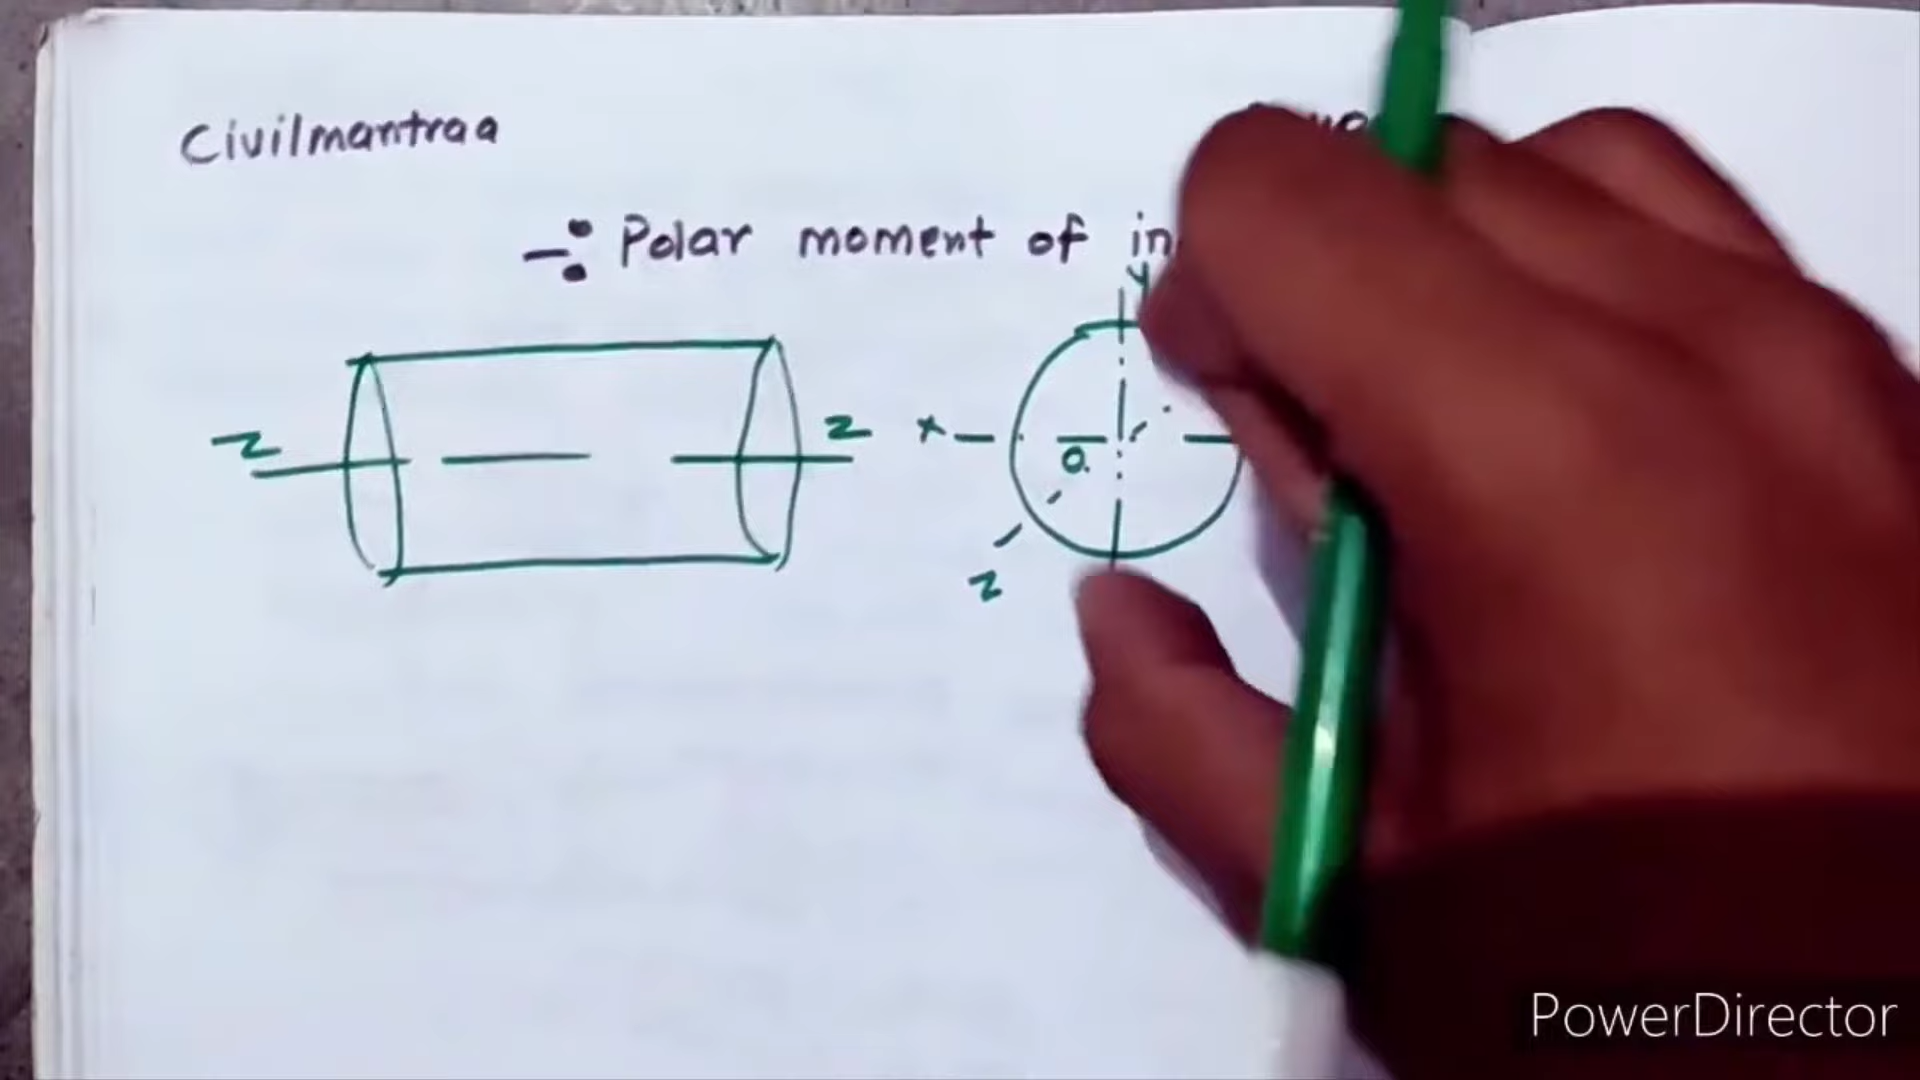 Civilmantraa
-: Polar moment of in
y
z z x
o.
z
PowerDirector